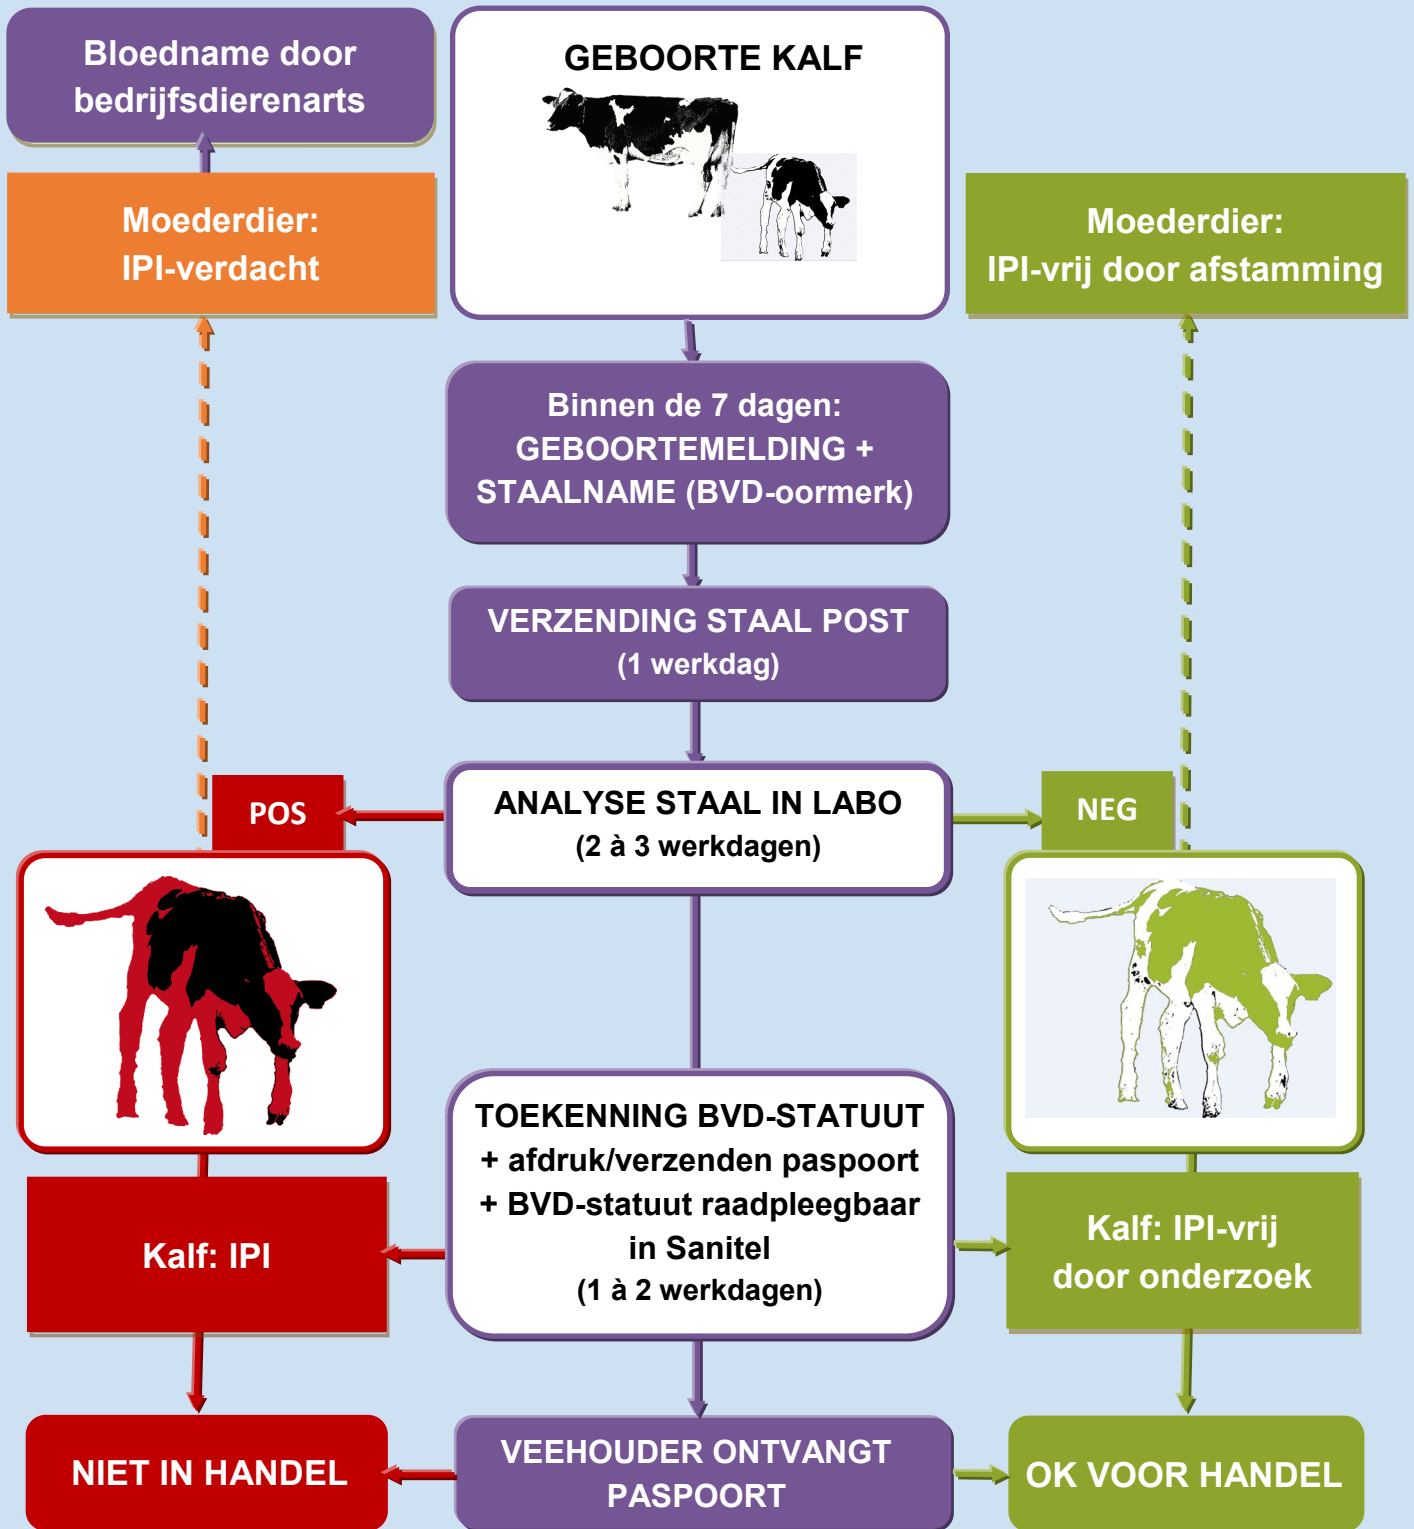 Bloedname door
bedrijfsdierenarts
GEBOORTE KALF
Moederdier:
IPI-verdacht
Moederdier:
IPI-vrij door afstamming
Binnen de 7 dagen:
GEBOORTEMELDING +
STAALNAME (BVD-oormerk)
VERZENDING STAAL POST
(1 werkdag)
POS
ANALYSE STAAL IN LABO
(2 à 3 werkdagen)
NEG
TOEKENNING BVD-STATUUT
+ afdruk/verzenden paspoort
+ BVD-statuut raadpleegbaar
in Sanitel
(1 à 2 werkdagen)
Kalf: IPI
Kalf: IPI-vrij
door onderzoek
NIET IN HANDEL
VEEHOUDER ONTVANGT
PASPOORT
OK VOOR HANDEL